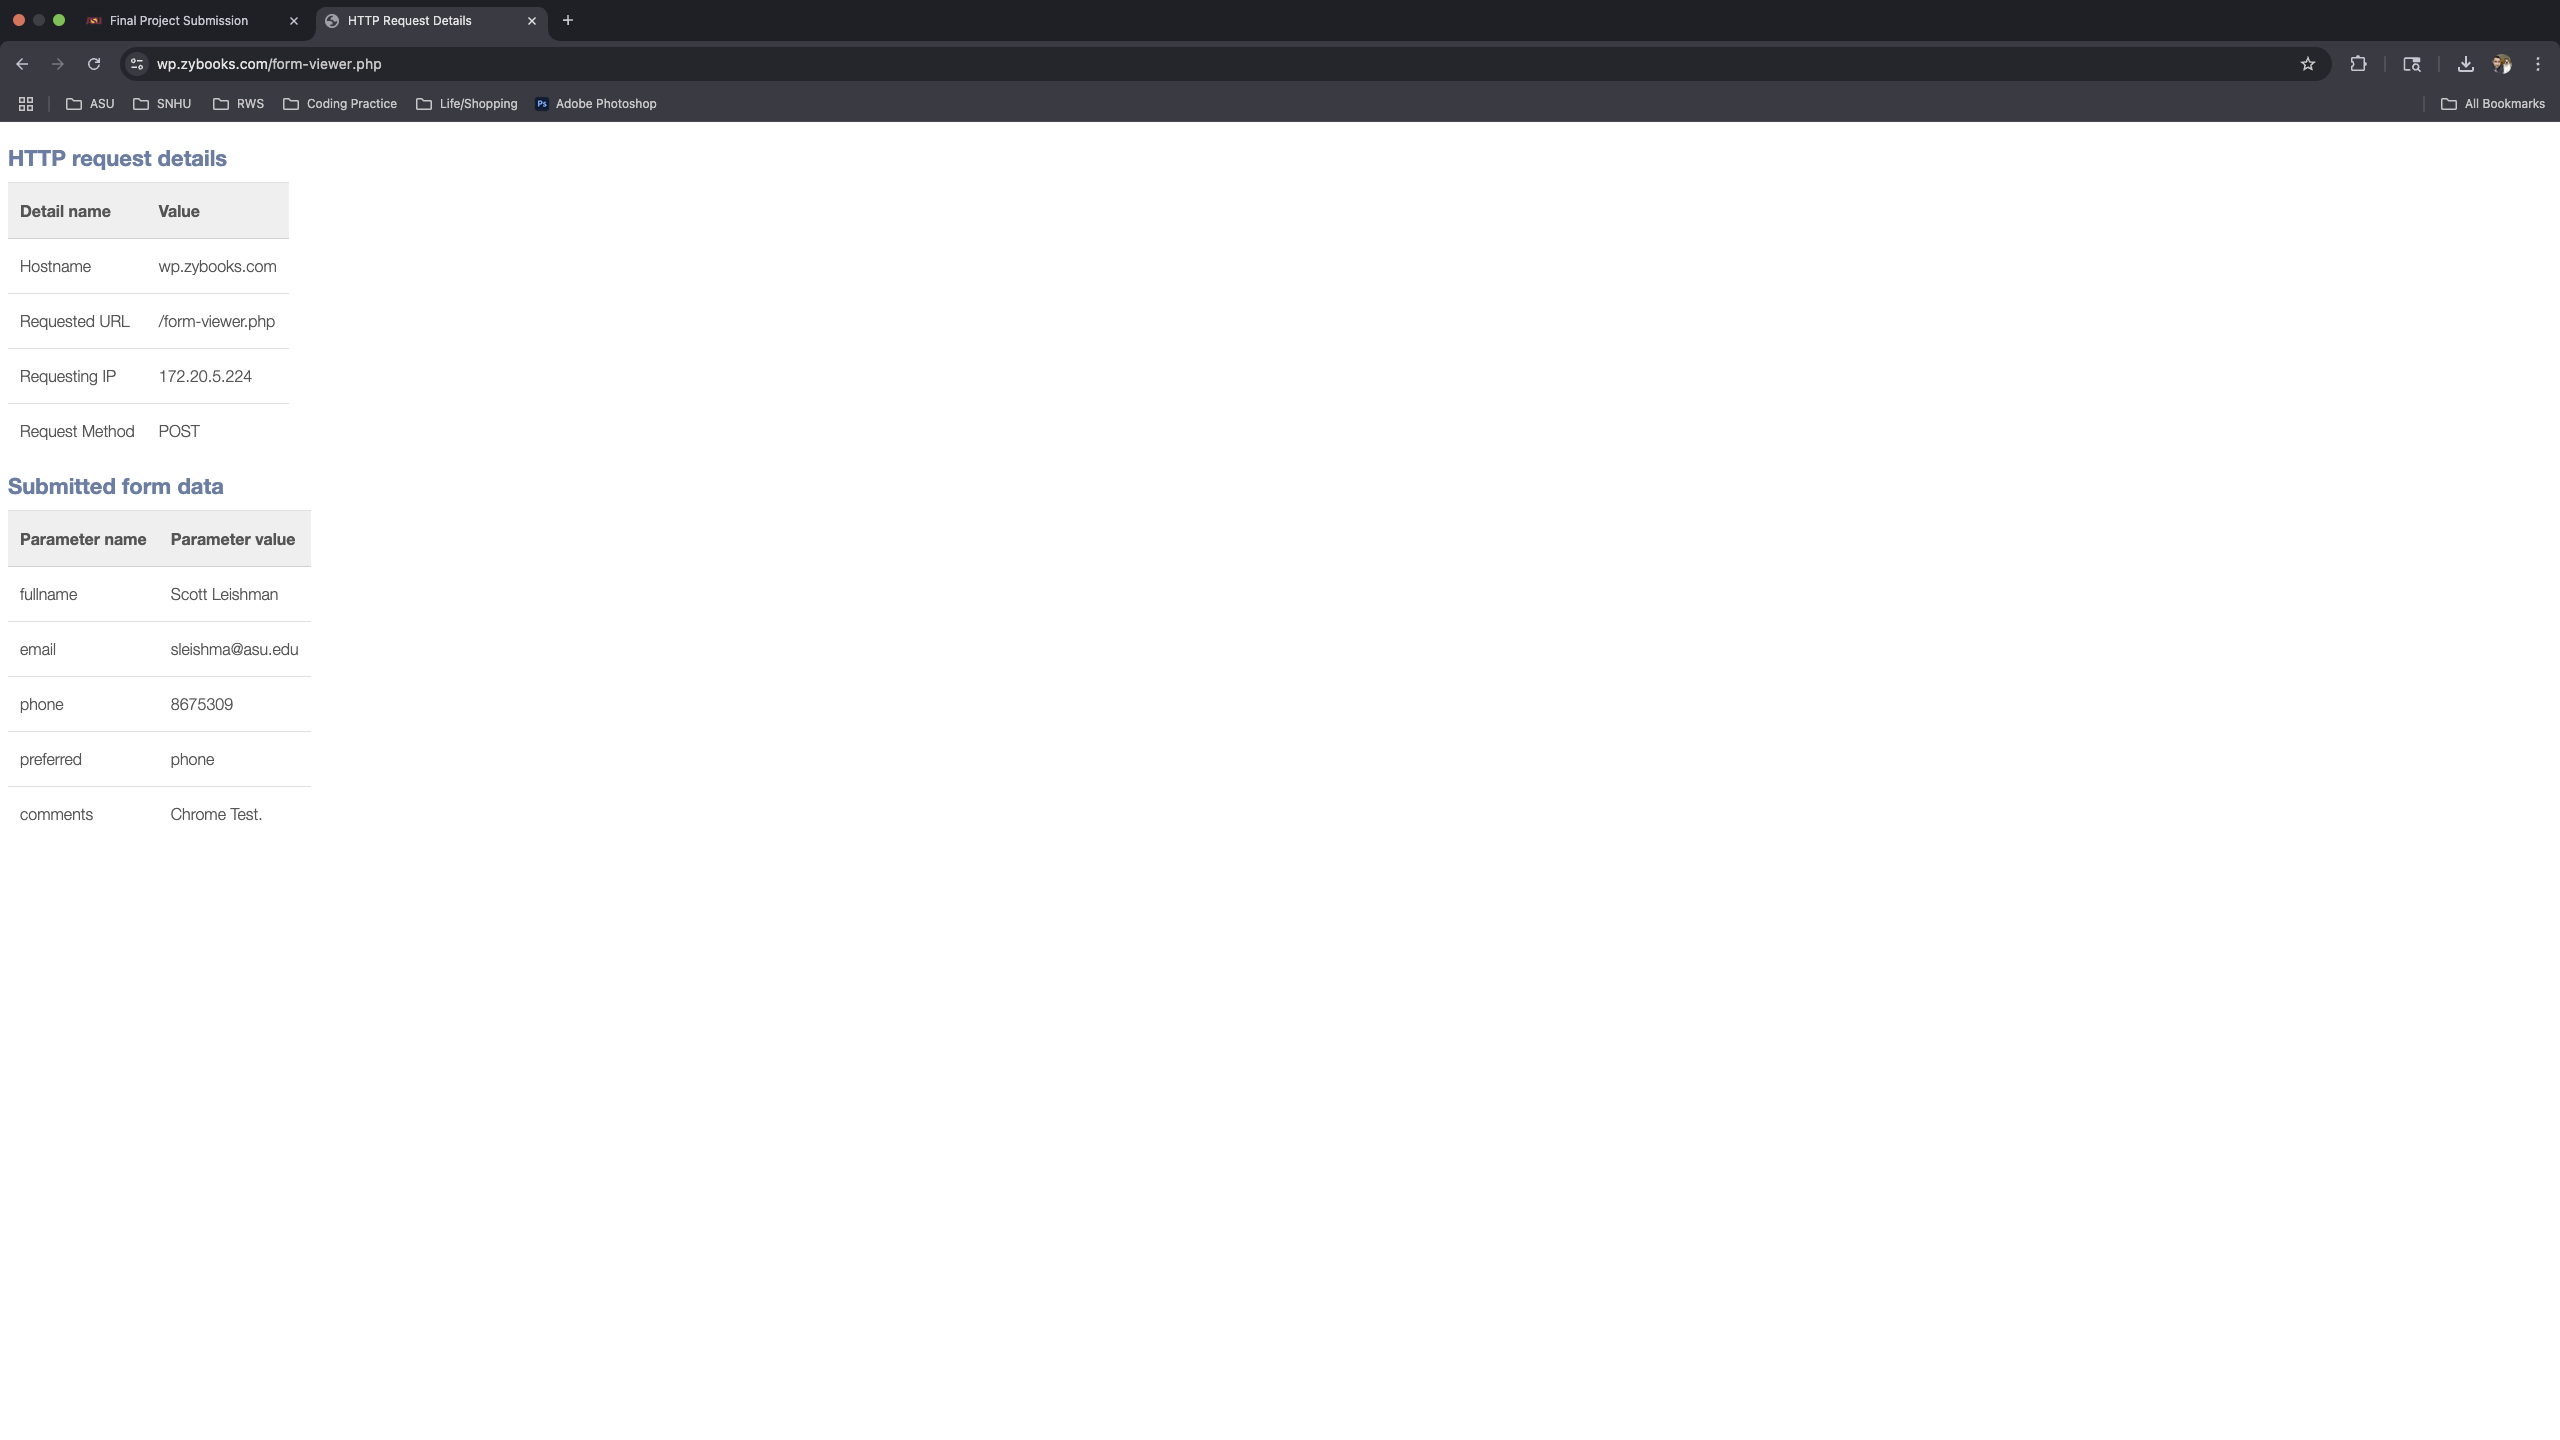 Final Project Submission
HTTP Request Details
wp.zybooks.com/form-viewer.php
ASU
SNHU
RWS
Coding Practice
Life/Shopping
Ps Adobe Photoshop
All Bookmarks
HTTP request details
Detail name Value
Hostname wp.zybooks.com
Requested URL /form-viewer.php
Requesting IP 172.20.5.224
Request Method POST
Submitted form data
Parameter name Parameter value
fullname Scott Leishman
email sleishma@asu.edu
phone 8675309
preferred phone
comments Chrome Test.